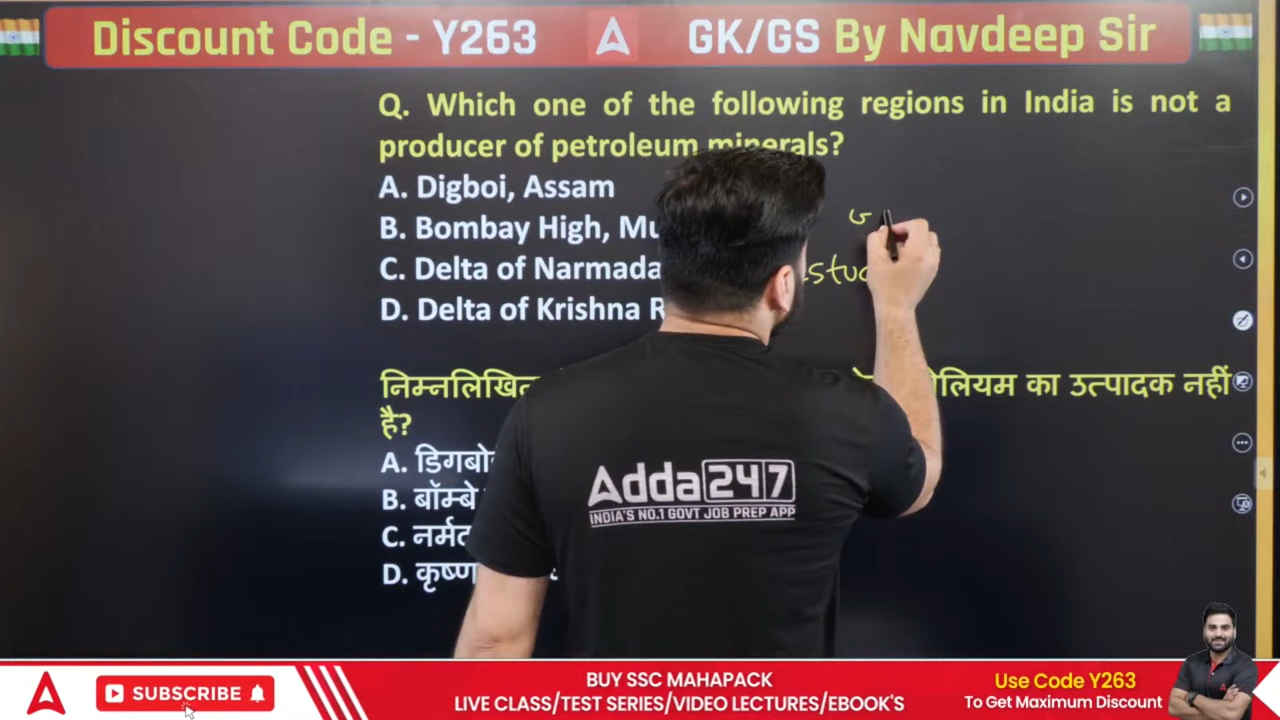 Discount Code - Y263 GK/GS By Navdeep Sir
Q. Which one of the following regions in India is not a
producer of petroleum minerals?
A. Digboi, Assam
B. Bombay High, Mu
C. Delta of Narmada
D. Delta of Krishna R
निम्नलिखित का उत्पादक नहीं
है?
A. डिगबो
B. बॉम्बे
C. नर्मद
D. कृष्ण
Adda247
INDIA'S NO.1 GOVT JOB PREP APP
SUBSCRIBE
BUY SSC MAHAPACK
LIVE CLASS/TEST SERIES/VIDEO LECTURES/EBOOK'S
Use Code Y263
To Get Maximum Discount